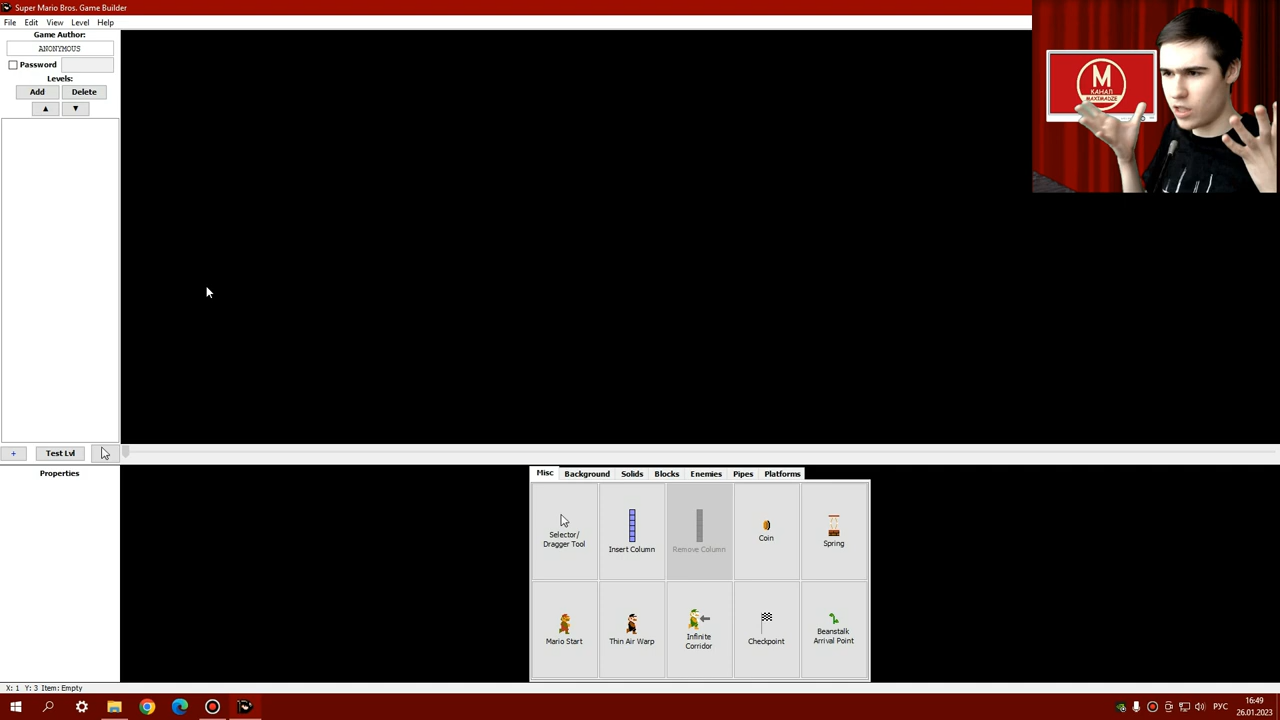 Super Mario Bros. Game Builder
File Edit View Level Help
Game Author:
ANONYMOUS
Password
Levels:
Add Delete
▲ ▼
М
КАНАЛ
MAXIMADZE
+ Test Lvl
Properties
Misc Background Solids Blocks Enemies Pipes Platforms
Selector/
Dragger Tool
Insert Column
Remove Column
Coin
Spring
Mario Start
Thin Air Warp
Infinite
Corridor
Checkpoint
Beanstalk
Arrival Point
X: 1 Y: 3 Item: Empty
РУС
16:49
26.01.2023